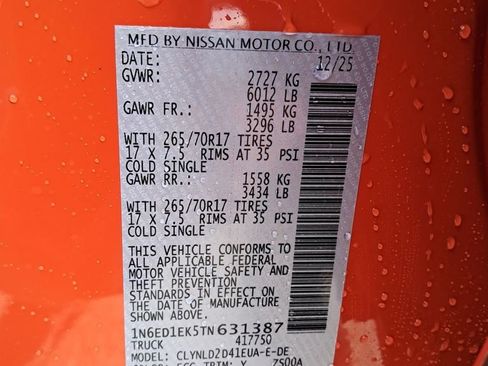 MFD BY NISSAN MOTOR CO., LTD.
DATE: 12/25
GVWR: 2727 KG
6012 LB
GAWR FR.: 1495 KG
3296 LB
WITH 265/70R17 TIRES
17 X 7.5 RIMS AT 35 PSI
COLD SINGLE
GAWR RR.: 1558 KG
3434 LB
WITH 265/70R17 TIRES
17 X 7.5 RIMS AT 35 PSI
COLD SINGLE
THIS VEHICLE CONFORMS TO
ALL APPLICABLE FEDERAL
MOTOR VEHICLE SAFETY AND
THEFT PREVENTION
STANDARDS IN EFFECT ON
THE DATE OF MANUFACTURE
SHOWN ABOVE.
1N6ED1EK5TN631387
TRUCK 417750
MODEL: CLYNLD2D41EUA-E-DE
TRIM: Y ZS00A